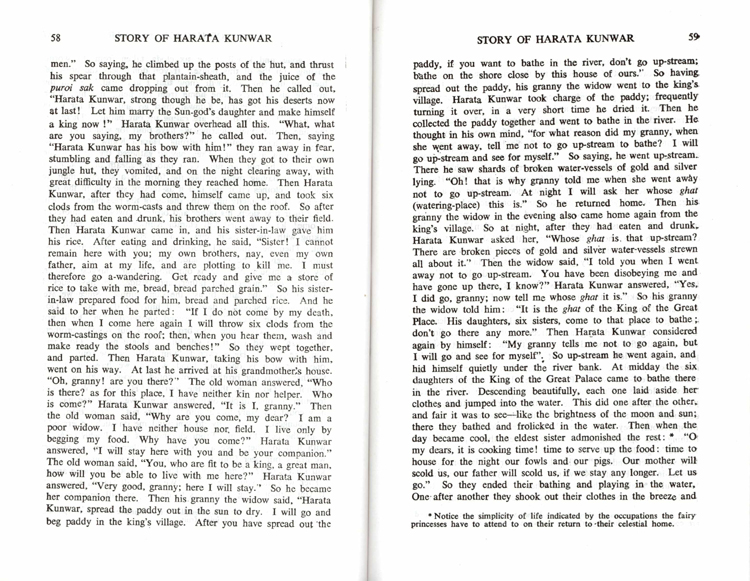 58 STORY OF HARATA KUNWAR
men." So saying, he climbed up the posts of the hut, and thrust
his spear through that plantain-sheath, and the juice of the
puroi sak came dropping out from it. Then he called out,
"Harata Kunwar, strong though he be, has got his deserts now
at last! Let him marry the Sun-god's daughter and make himself
a king now !" Harata Kunwar overhead all this. "What, what
are you saying, my brothers?" he called out. Then, saying
"Harata Kunwar has his bow with him!" they ran away in fear,
stumbling and falling as they ran. When they got to their own
jungle hut, they vomited, and on the night clearing away, with
great difficulty in the morning they reached home. Then Harata
Kunwar, after they had come, himself came up, and took six
clods from the worm-casts and threw them on the roof. So after
they had eaten and drunk, his brothers went away to their field.
Then Harata Kunwar came in, and his sister-in-law gave him
his rice. After eating and drinking, he said, "Sister! I cannot
remain here with you; my own brothers, nay, even my own
father, aim at my life, and are plotting to kill me. I must
therefore go a-wandering. Get ready and give me a store of
rice to take with me, bread, bread parched grain." So his sister-
in-law prepared food for him, bread and parched rice. And he
said to her when he parted: "If I do not come by my death,
then when I come here again I will throw six clods from the
worm-castings on the roof; then, when you hear them, wash and
make ready the stools and benches!" So they wept together,
and parted. Then Harata Kunwar, taking his bow with him,
went on his way. At last he arrived at his grandmother's house.
"Oh, granny! are you there?" The old woman answered, "Who
is there? as for this place, I have neither kin nor helper. Who
is come?" Harata Kunwar answered, "It is I, granny." Then
the old woman said, "Why are you come, my dear? I am a
poor widow. I have neither house nor field. I live only by
begging my food. Why have you come?" Harata Kunwar
answered, "I will stay here with you and be your companion."
The old woman said, "You, who are fit to be a king, a great man,
how will you be able to live with me here?" Harata Kunwar
answered, "Very good, granny; here I will stay." So he became
her companion there. Then his granny the widow said, "Harata
Kunwar, spread the paddy out in the sun to dry. I will go and
beg paddy in the king's village. After you have spread out the
STORY OF HARATA KUNWAR 59
paddy, if you want to bathe in the river, don't go up-stream;
bathe on the shore close by this house of ours." So having
spread out the paddy, his granny the widow went to the king's
village. Harata Kunwar took charge of the paddy; frequently
turning it over, in a very short time he dried it. Then he
collected the paddy together and went to bathe in the river. He
thought in his own mind, "for what reason did my granny, when
she went away, tell me not to go up-stream to bathe? I will
go up-stream and see for myself." So saying, he went up-stream.
There he saw shards of broken water-vessels of gold and silver
lying. "Oh! that is why granny told me when she went away
not to go up-stream. At night I will ask her whose ghat
(watering-place) this is." So he returned home. Then his
granny the widow in the evening also came home again from the
king's village. So at night, after they had eaten and drunk,
Harata Kunwar asked her, "Whose ghat is that up-stream?
There are broken pieces of gold and silver water-vessels strewn
all about it." Then the widow said, "I told you when I went
away not to go up-stream. You have been disobeying me and
have gone up there, I know?" Harata Kunwar answered, "Yes,
I did go, granny; now tell me whose ghat it is." So his granny
the widow told him: "It is the ghat of the King of the Great
Place. His daughters, six sisters, come to that place to bathe;
don't go there any more." Then Harata Kunwar considered
again by himself: "My granny tells me not to go again, but
I will go and see for myself". So up-stream he went again, and
hid himself quietly under the river bank. At midday the six
daughters of the King of the Great Palace came to bathe there
in the river. Descending beautifully, each one laid aside her
clothes and jumped into the water. This did one after the other,
and fair it was to see—like the brightness of the moon and sun;
there they bathed and frolicked in the water. Then when the
day became cool, the eldest sister admonished the rest: * "O
my dears, it is cooking time! time to serve up the food: time to
house for the night our fowls and our pigs. Our mother will
scold us, our father will scold us, if we stay any longer. Let us
go." So they ended their bathing and playing in the water,
One after another they shook out their clothes in the breeze and
* Notice the simplicity of life indicated by the occupations the fairy
princesses have to attend to on their return to their celestial home.